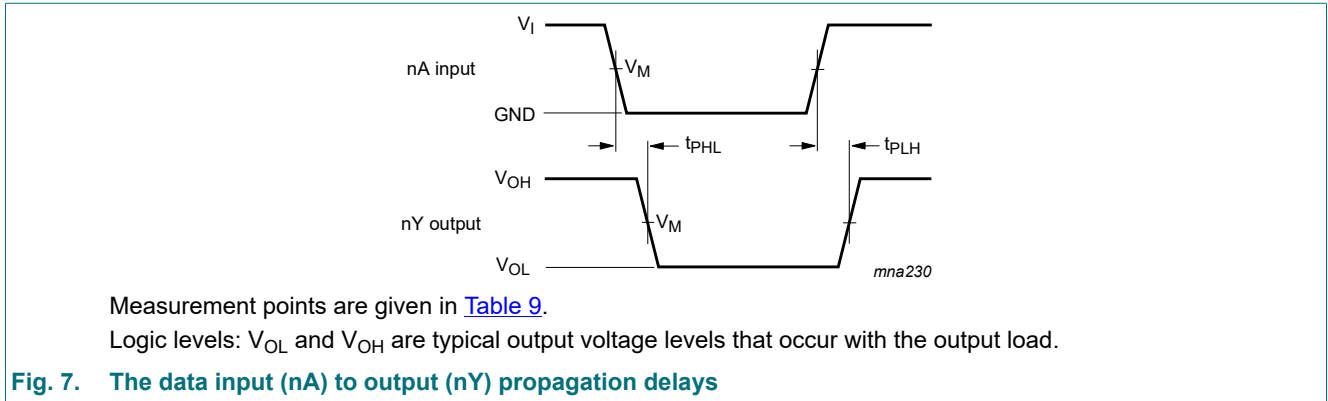 V_I
nA input
V_M
GND
t_PHL
t_PLH
V_OH
nY output
V_M
V_OL
mna230
Measurement points are given in Table 9.
Logic levels: V_OL and V_OH are typical output voltage levels that occur with the output load.
Fig. 7. The data input (nA) to output (nY) propagation delays